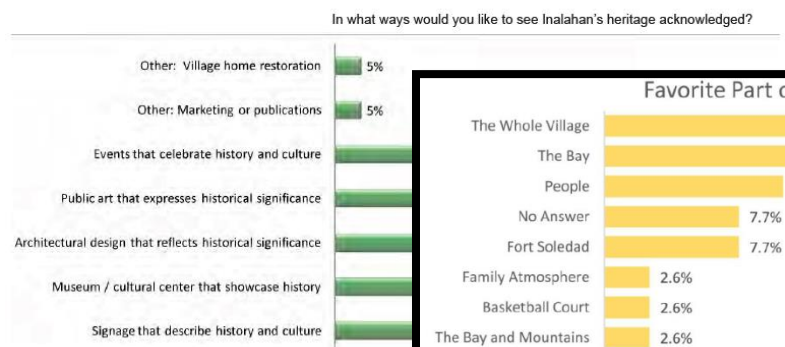 In what ways would you like to see Inalahan's heritage acknowledged?
Other: Village home restoration 5%
Other: Marketing or publications 5%
Events that celebrate history and culture
Public art that expresses historical significance
Architectural design that reflects historical significance
Museum / cultural center that showcase history
Signage that describe history and culture
Favorite Part
The Whole Village
The Bay
People
No Answer 7.7%
Fort Soledad 7.7%
Family Atmosphere 2.6%
Basketball Court 2.6%
The Bay and Mountains 2.6%